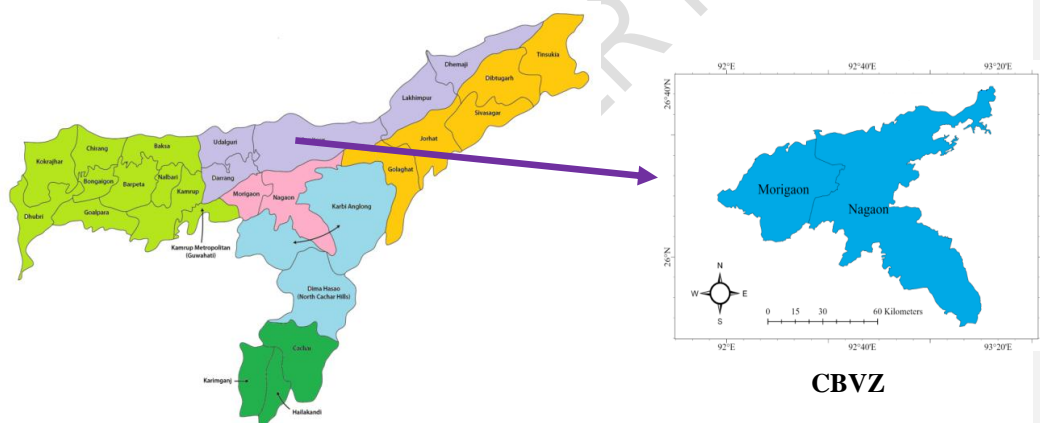 Tinsukia
Dhemaji
Dibtugarh
Lakhimpur
Sivasagar
Jorhat
Golaghat
Udalguri
Darrang
Baksa
Chirang
Kokrajhar
Bongaigon
Barpeta
Nalbari
Kamrup
Dhubri
Goalpara
Morigaon
Nagaon
Karbi Anglong
Kamrup Metropolitan
(Guwahati)
Dima Hasao
(North Cachar Hills)
Cachar
Karimganj
Hailakandi
92°E
92°40'E
93°20'E
26°40'N
26°N
Morigaon
Nagaon
N
W
E
S
0 15 30 60 Kilometers
92°E
92°40'E
93°20'E
CBVZ